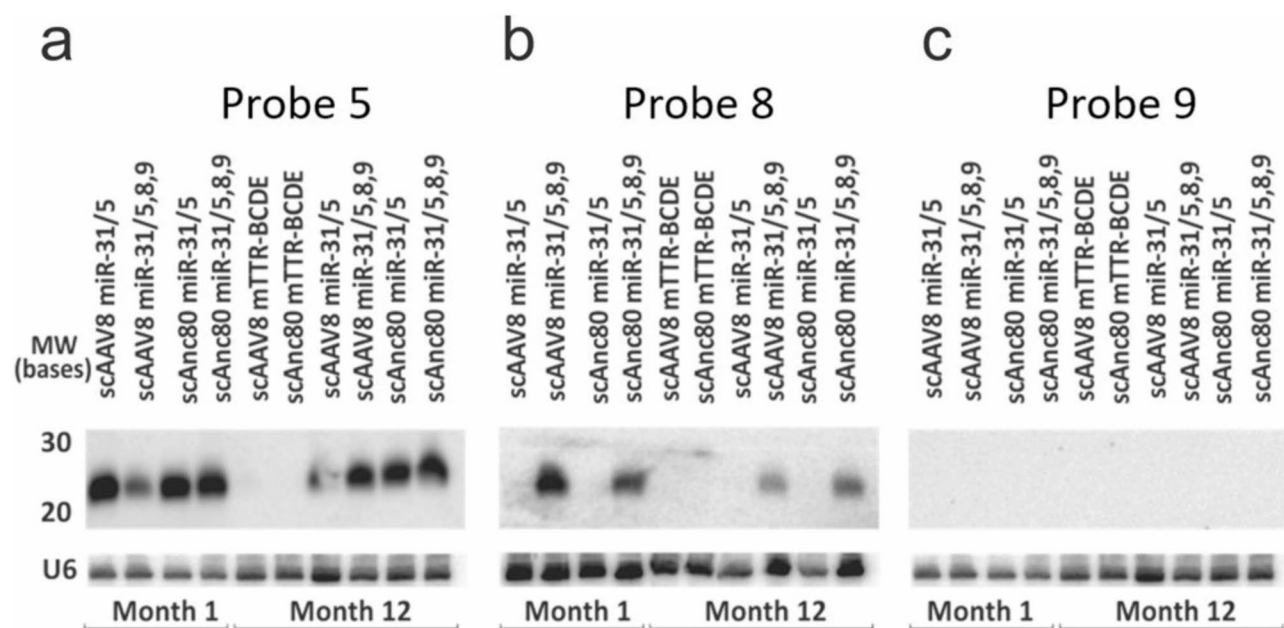 a
b
c
Probe 5
Probe 8
Probe 9
MW
(bases)
scAAV8 miR-31/5
scAAV8 miR-31/5,8,9
scAnc80 miR-31/5
scAnc80 miR-31/5,8,9
scAAV8 mTTR-BCDE
scAnc80 mTTR-BCDE
scAAV8 miR-31/5
scAAV8 miR-31/5,8,9
scAnc80 miR-31/5
scAnc80 miR-31/5,8,9
scAAV8 miR-31/5
scAAV8 miR-31/5,8,9
scAnc80 miR-31/5
scAnc80 miR-31/5,8,9
scAAV8 mTTR-BCDE
scAnc80 mTTR-BCDE
scAAV8 miR-31/5
scAAV8 miR-31/5,8,9
scAnc80 miR-31/5
scAnc80 miR-31/5,8,9
scAAV8 miR-31/5
scAAV8 miR-31/5,8,9
scAnc80 miR-31/5
scAnc80 miR-31/5,8,9
scAAV8 mTTR-BCDE
scAnc80 mTTR-BCDE
scAAV8 miR-31/5
scAAV8 miR-31/5,8,9
scAnc80 miR-31/5
scAnc80 miR-31/5,8,9
30
20
U6
Month 1
Month 12
Month 1
Month 12
Month 1
Month 12